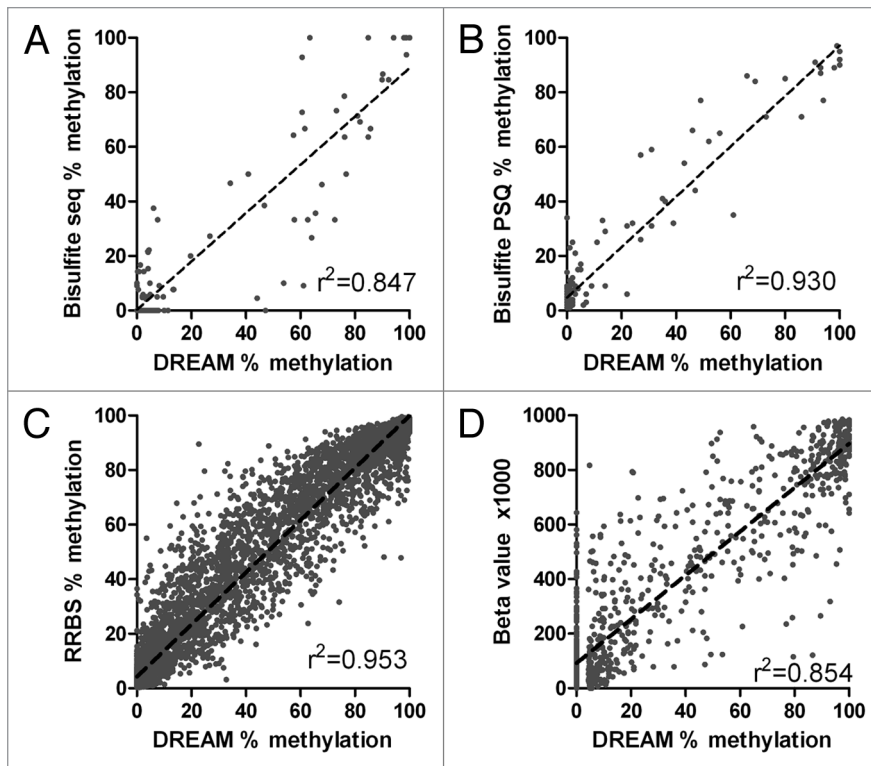 A
Bisulfite seq % methylation
100
80
60
40
20
0
r²=0.847
0 20 40 60 80 100
DREAM % methylation
B
Bisulfite PSQ % methylation
100
80
60
40
20
0
r²=0.930
0 20 40 60 80 100
DREAM % methylation
C
RRBS % methylation
100
80
60
40
20
0
r²=0.953
0 20 40 60 80 100
DREAM % methylation
D
Beta value x1000
1000
800
600
400
200
0
r²=0.854
0 20 40 60 80 100
DREAM % methylation